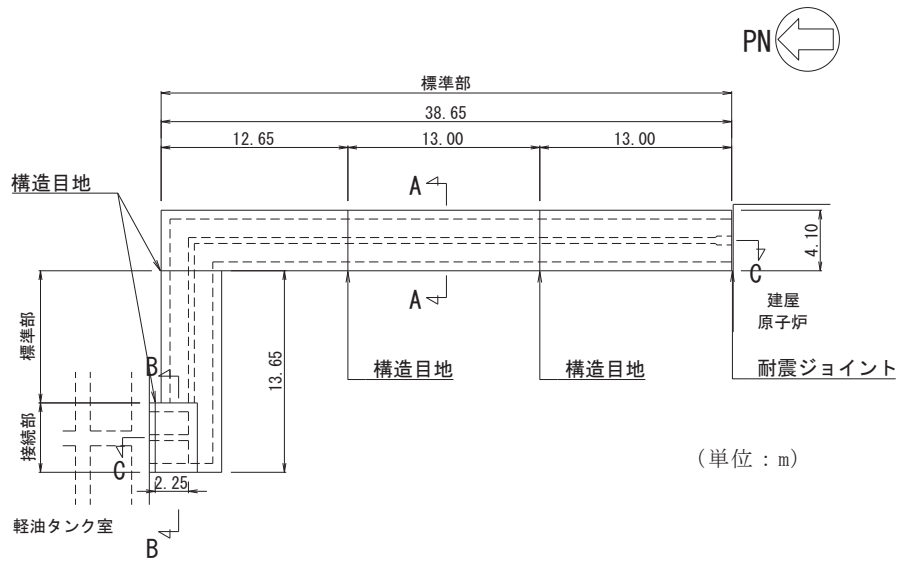 PN
標準部
38.65
12.65
13.00
13.00
構造目地
A
4.10
C
A
建屋
原子炉
標準部
B
13.65
構造目地
構造目地
耐震ジョイント
接続部
C
2.25
(単位:m)
軽油タンク室
B